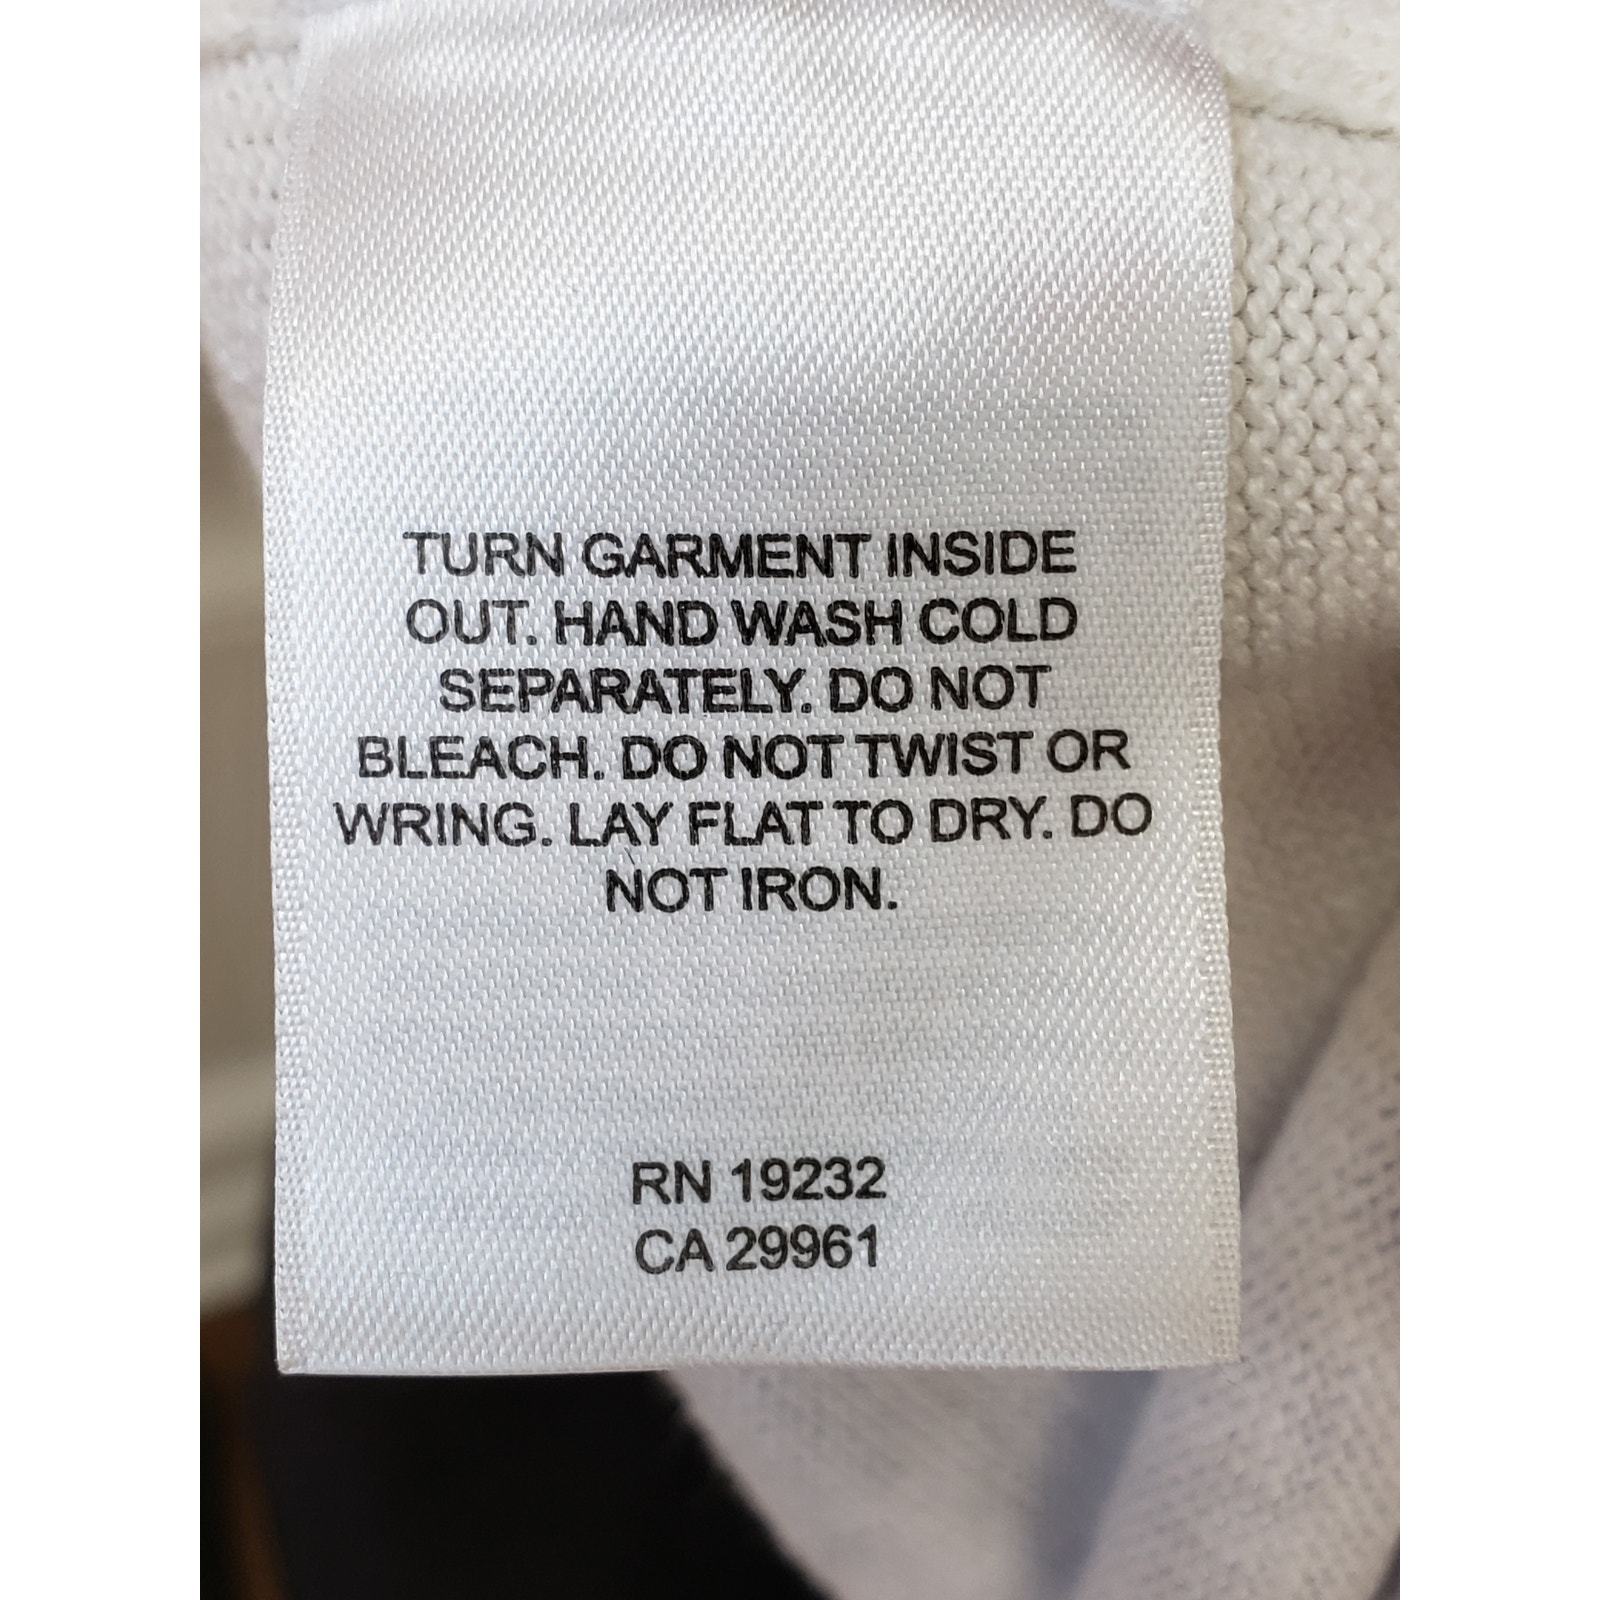 TURN GARMENT INSIDE
OUT. HAND WASH COLD
SEPARATELY. DO NOT
BLEACH. DO NOT TWIST OR
WRING. LAY FLAT TO DRY. DO
NOT IRON.
RN 19232
CA 29961